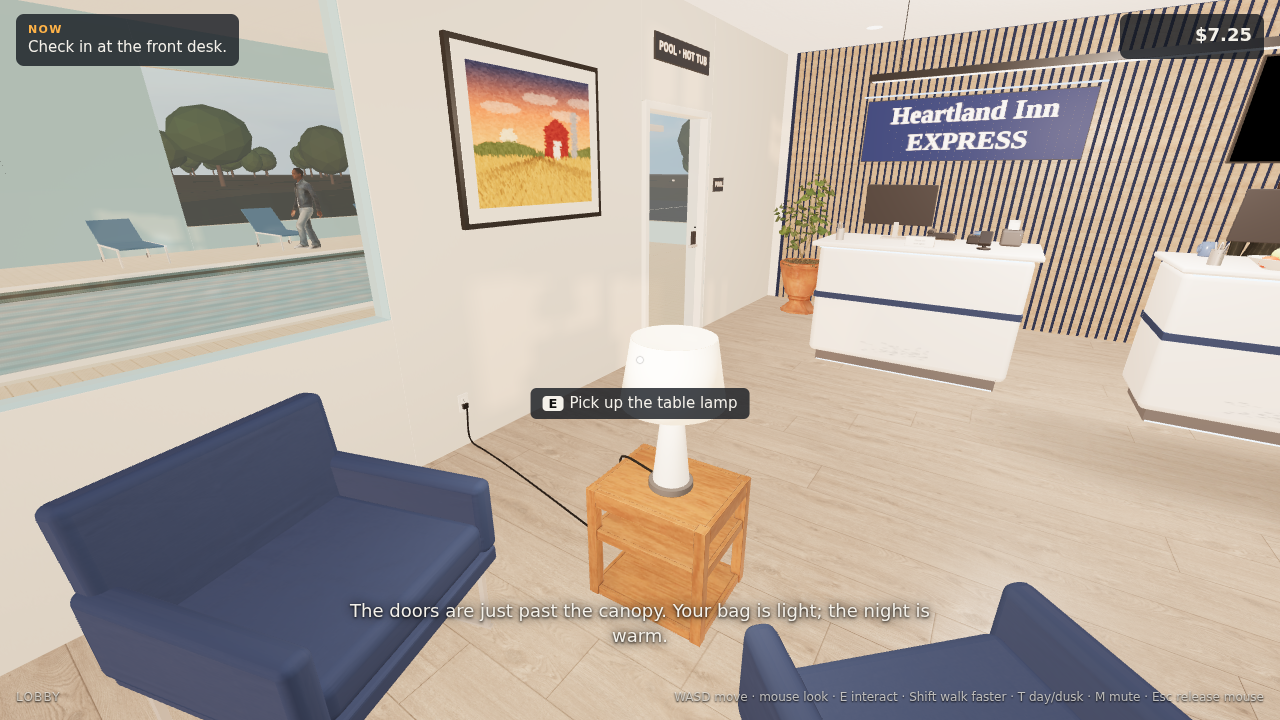 NOW
Check in at the front desk.
$7.25
POOL • HOT TUB
Heartland Inn
EXPRESS
POOL
E Pick up the table lamp
The doors are just past the canopy. Your bag is light; the night is
warm.
LOBBY
WASD move · mouse look · E interact · Shift walk faster · T day/dusk · M mute · Esc release mouse